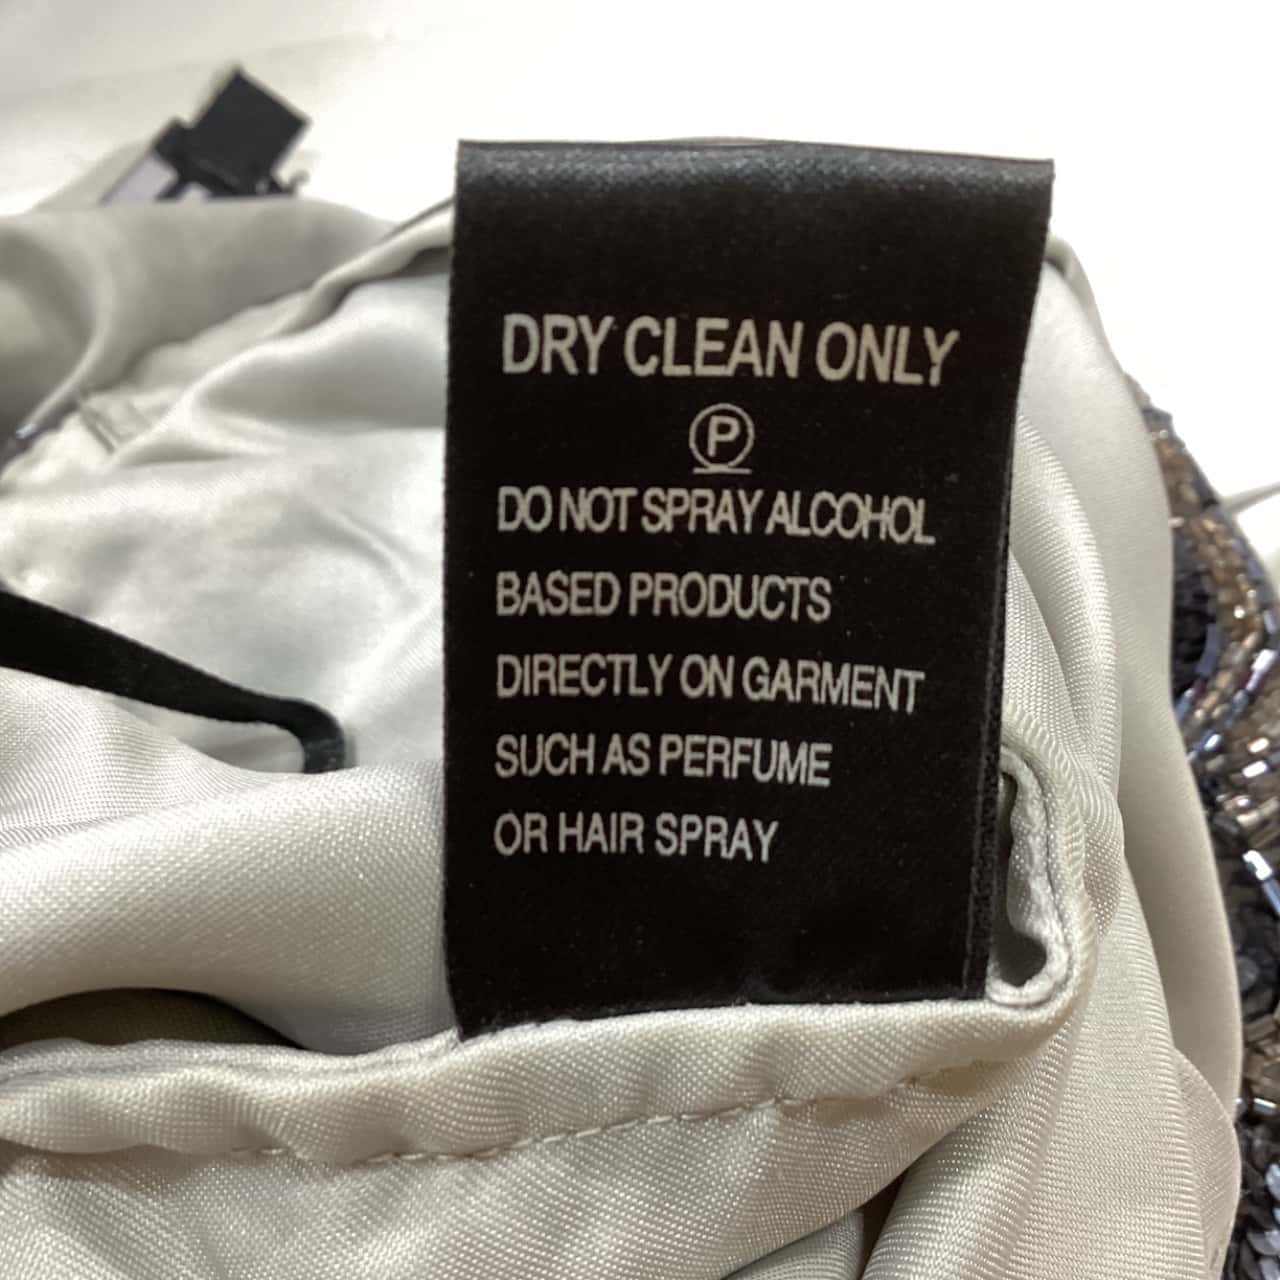 DRY CLEAN ONLY
P
DO NOT SPRAY ALCOHOL
BASED PRODUCTS
DIRECTLY ON GARMENT
SUCH AS PERFUME
OR HAIR SPRAY